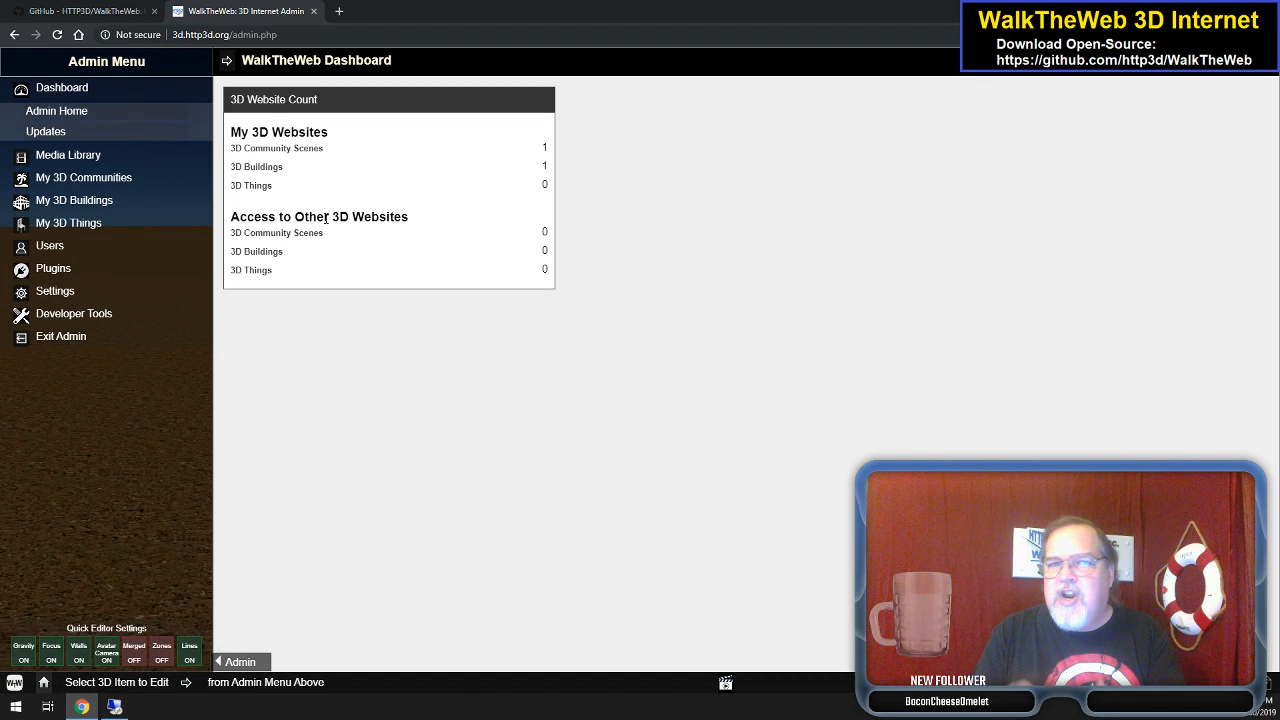 GitHub - HTTP3D/WalkTheWeb:
WalkTheWeb: 3D Internet Admin
Not secure
3d.http3d.org/admin.php
WalkTheWeb 3D Internet
Download Open-Source:
https://github.com/http3d/WalkTheWeb
Admin Menu
WalkTheWeb Dashboard
Dashboard
Admin Home
Updates
Media Library
My 3D Communities
My 3D Buildings
My 3D Things
Users
Plugins
Settings
Developer Tools
Exit Admin
3D Website Count
My 3D Websites
3D Community Scenes 1
3D Buildings 1
3D Things 0
Access to Other 3D Websites
3D Community Scenes 0
3D Buildings 0
3D Things 0
Quick Editor Settings
Gravity ON
Focus ON
Walls ON
Avatar Camera ON
Merged OFF
Zones OFF
Lines ON
Admin
Select 3D Item to Edit
from Admin Menu Above
NEW FOLLOWER
BaconCheeseOmelet